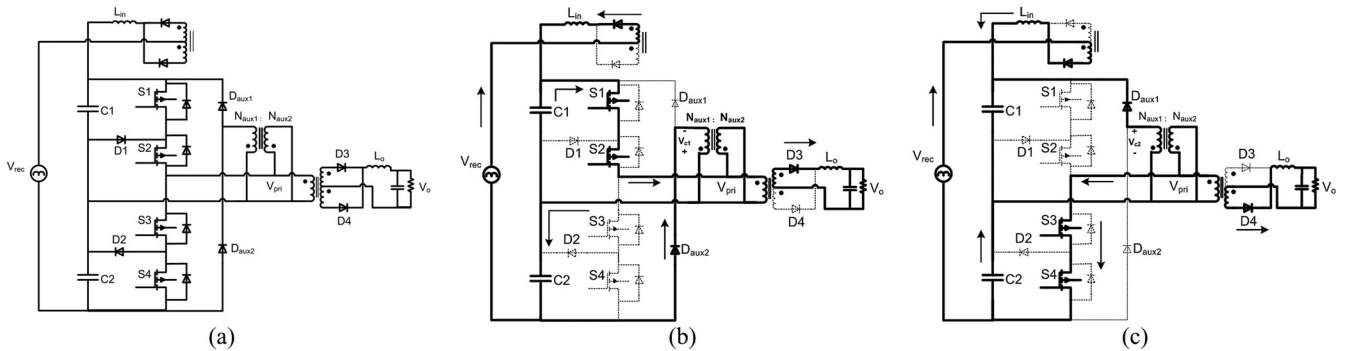 Lin
S1
C1
Daux1
Naux1 : Naux2
D1
S2
Vrec
D3
Lo
Vpri
Vo
D4
S3
D2
Daux2
C2
S4
(a)
Lin
S1
C1
Daux1
Naux1 : Naux2
Vc1
-
+
D1
S2
Vrec
D3
Lo
Vpri
Vo
D4
S3
D2
Daux2
C2
S4
(b)
Lin
S1
C1
Daux1
Naux1 : Naux2
+
Vc2
-
D1
S2
Vrec
D3
Lo
Vpri
Vo
D4
S3
D2
Daux2
C2
S4
(c)